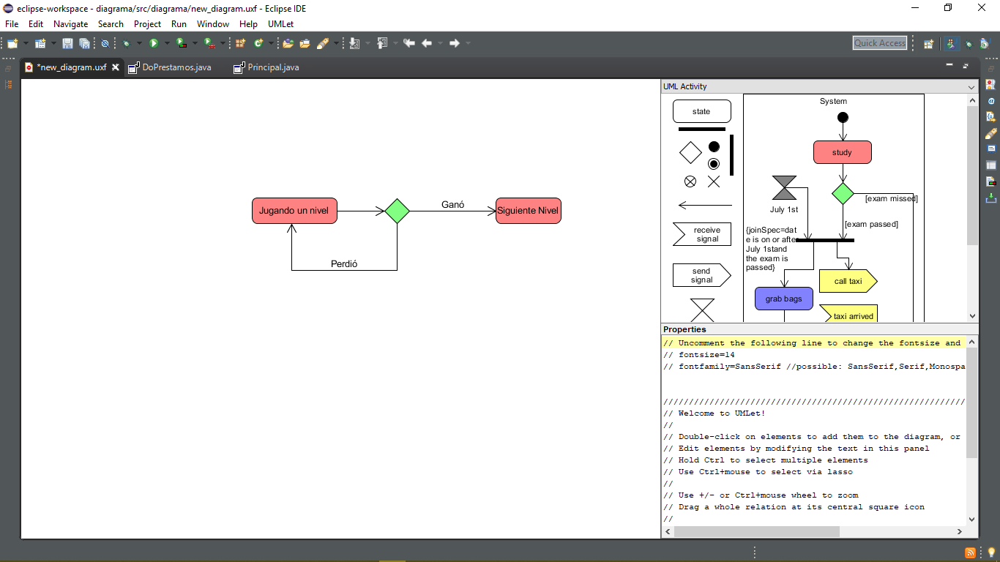 eclipse-workspace - diagrama/src/diagrama/new_diagram.uxf - Eclipse IDE
File Edit Navigate Search Project Run Window Help UMLet
Quick Access
*new_diagram.uxf DoPrestamos.java Principal.java
Jugando un nivel
Ganó
Siguiente Nivel
Perdió
UML Activity
state
receive
signal
send
signal
System
study
[exam missed]
July 1st
[exam passed]
{joinSpec=dat
e is on or afte
July 1stand
the exam is
passed}
call taxi
grab bags
taxi arrived
Properties
// Uncomment the following line to change the fontsize and
// fontsize=14
// fontfamily=SansSerif //possible: SansSerif,Serif,Monospa
///////////////////////////////////////////////////////////
// Welcome to UMLet!
//
// Double-click on elements to add them to the diagram, or
// Edit elements by modifying the text in this panel
// Hold Ctrl to select multiple elements
// Use Ctrl+mouse to select via lasso
//
// Use +/- or Ctrl+mouse wheel to zoom
// Drag a whole relation at its central square icon
//